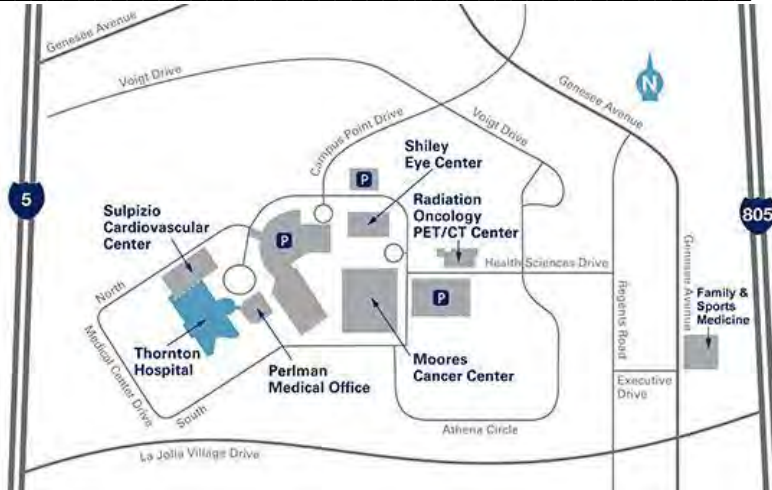 Genesee Avenue
Voigt Drive
Campus Point Drive
Voigt Drive
Genesee Avenue
N
5
805
P
Shiley
Eye Center
Sulpizio
Cardiovascular
Center
P
Radiation
Oncology
PET/CT Center
Health Sciences Drive
P
North
Medical Center Drive
South
Thornton
Hospital
Perlman
Medical Office
Moores
Cancer Center
Regents Road
Genesee Avenue
Family &
Sports
Medicine
Executive
Drive
Athena Circle
La Jolla Village Drive